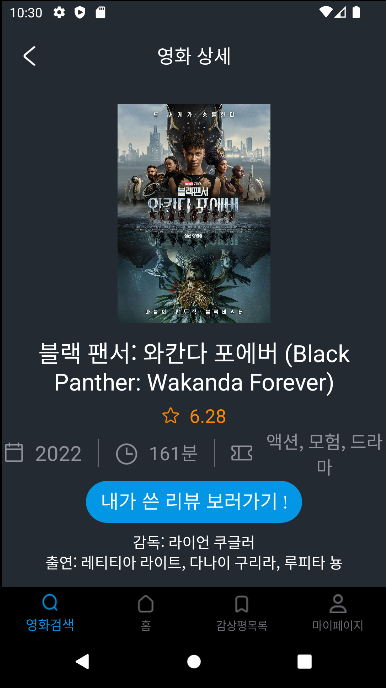 10:30
영화 상세
블랙팬서
와칸다 포에버
블랙 팬서: 와칸다 포에버 (Black
Panther: Wakanda Forever)
6.28
2022
161분
액션, 모험, 드라
마
내가 쓴 리뷰 보러가기 !
감독: 라이언 쿠글러
출연: 레티티아 라이트, 다나이 구리라, 루피타 뇽
영화검색
홈
감상평목록
마이페이지